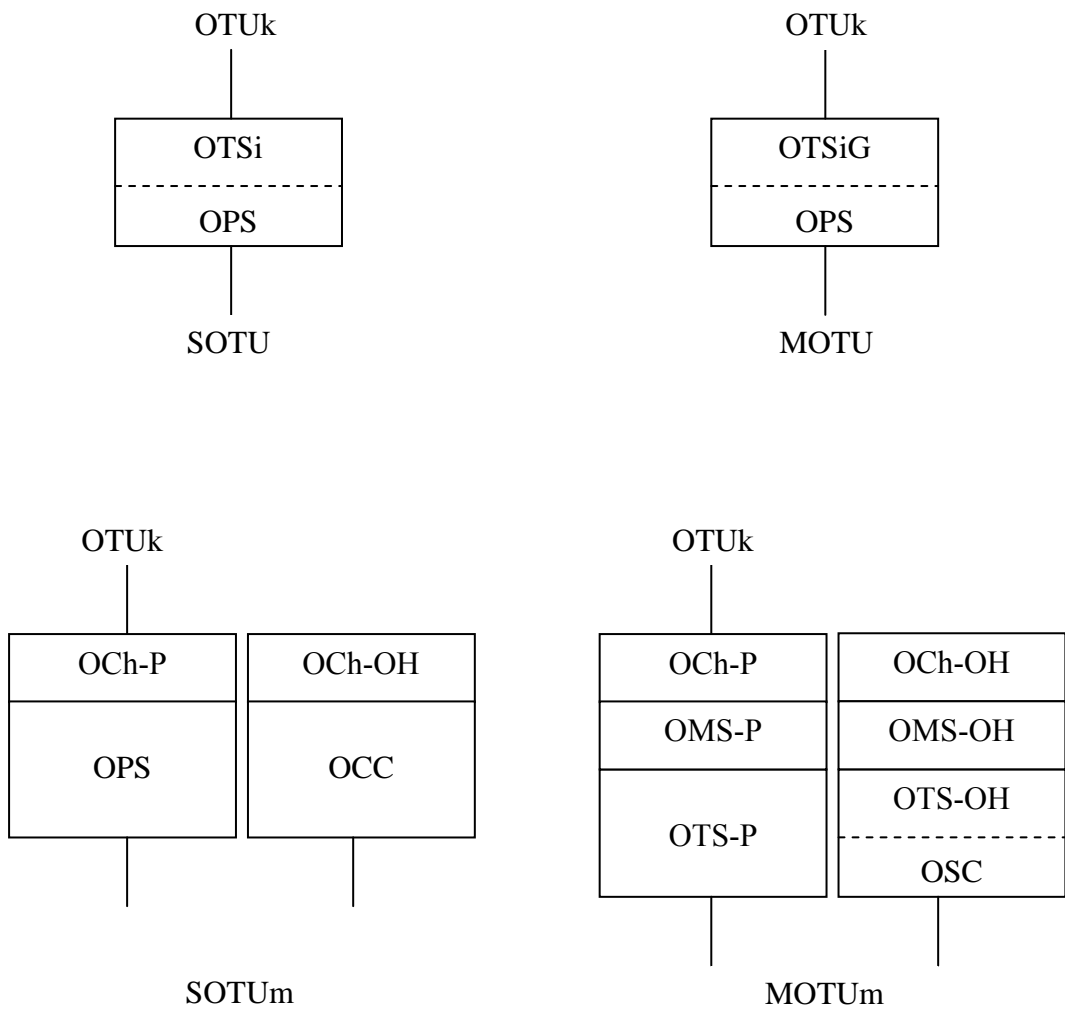 OTUk
OTSi
OPS
SOTU
OTUk
OTSiG
OPS
MOTU
OTUk
OCh-P
OPS
OCh-OH
OCC
SOTUm
OTUk
OCh-P
OMS-P
OTS-P
OCh-OH
OMS-OH
OTS-OH
OSC
MOTUm